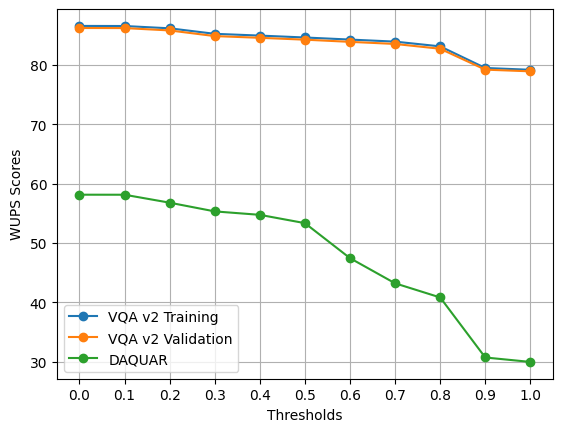 WUPS Scores
80
70
60
50
40
30
VQA v2 Training
VQA v2 Validation
DAQUAR
0.0 0.1 0.2 0.3 0.4 0.5 0.6 0.7 0.8 0.9 1.0
Thresholds